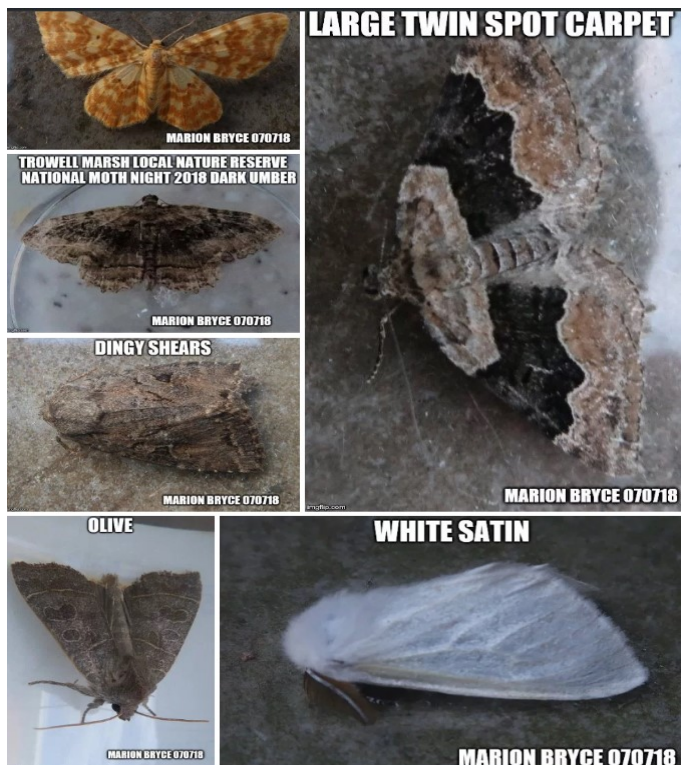 MARION BRYCE 070718
TROWELL MARSH LOCAL NATURE RESERVE
NATIONAL MOTH NIGHT 2018 DARK UMBER
MARION BRYCE 070718
DINGY SHEARS
MARION BRYCE 070718
LARGE TWIN SPOT CARPET
MARION BRYCE 070718
imgflip.com
OLIVE
MARION BRYCE 070718
WHITE SATIN
MARION BRYCE 070718